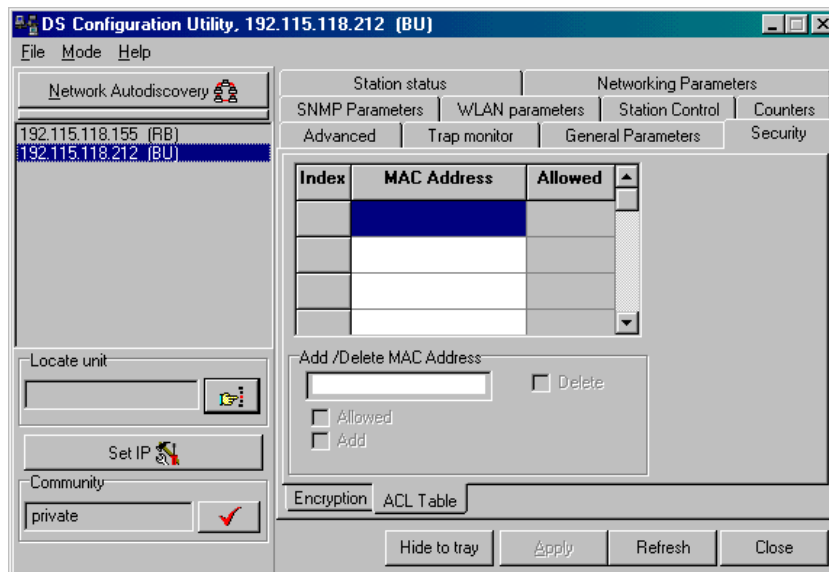 DS Configuration Utility, 192.115.118.212 (BU)
File Mode Help
Network Autodiscovery
192.115.118.155 (RB)
192.115.118.212 (BU)
Locate unit
Set IP
Community
private
Station status Networking Parameters
SNMP Parameters WLAN parameters Station Control Counters
Advanced Trap monitor General Parameters Security
Index MAC Address Allowed
Add /Delete MAC Address
Delete
Allowed
Add
Encryption ACL Table
Hide to tray Apply Refresh Close